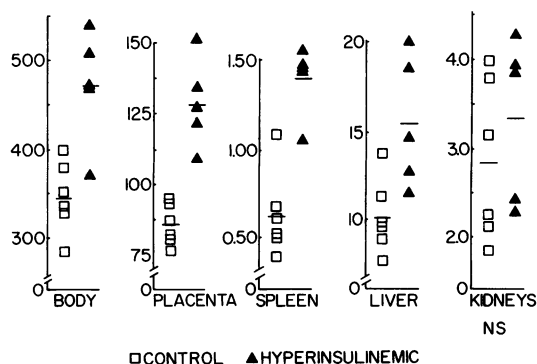 500 150 1.50 20 4.0
400 125 1.00 15 3.0
300 100 0.50 10 2.0
0 75 0 0 0
0
BODY PLACENTA SPLEEN LIVER KIDNEYS
NS
□CONTROL ▲HYPERINSULINEMIC